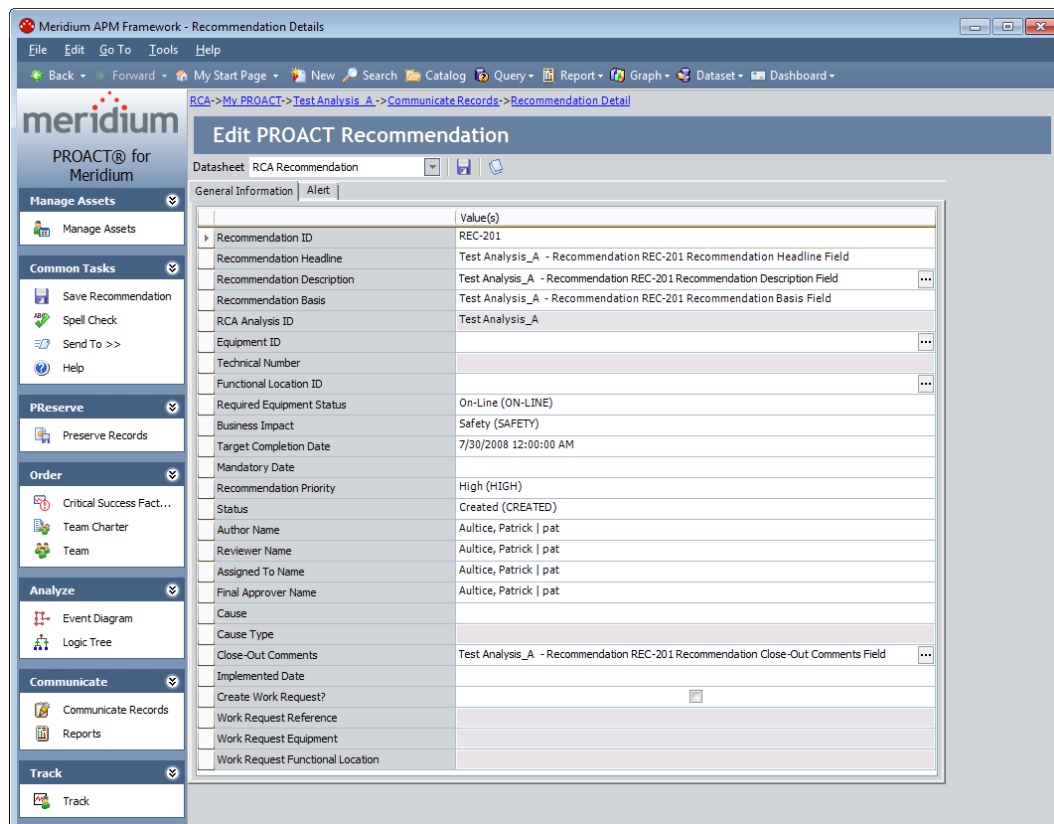 Meridium APM Framework - Recommendation Details
File Edit Go To Tools Help
Back Forward My Start Page New Search Catalog Query Report Graph Dataset Dashboard
RCA->My PROACT->Test Analysis_A ->Communicate Records->Recommendation Detail
meridium
PROACT® for
Meridium
Edit PROACT Recommendation
Datasheet RCA Recommendation
General Information Alert
Manage Assets
Manage Assets
Common Tasks
Save Recommendation
ABC Spell Check
Send To >>
Help
PReserve
Preserve Records
Order
Critical Success Fact...
Team Charter
Team
Analyze
Event Diagram
Logic Tree
Communicate
Communicate Records
Reports
Track
Track
Value(s)
Recommendation ID REC-201
Recommendation Headline Test Analysis_A - Recommendation REC-201 Recommendation Headline Field
Recommendation Description Test Analysis_A - Recommendation REC-201 Recommendation Description Field ...
Recommendation Basis Test Analysis_A - Recommendation REC-201 Recommendation Basis Field
RCA Analysis ID Test Analysis_A
Equipment ID ...
Technical Number
Functional Location ID ...
Required Equipment Status On-Line (ON-LINE)
Business Impact Safety (SAFETY)
Target Completion Date 7/30/2008 12:00:00 AM
Mandatory Date
Recommendation Priority High (HIGH)
Status Created (CREATED)
Author Name Aultice, Patrick | pat
Reviewer Name Aultice, Patrick | pat
Assigned To Name Aultice, Patrick | pat
Final Approver Name Aultice, Patrick | pat
Cause
Cause Type
Close-Out Comments Test Analysis_A - Recommendation REC-201 Recommendation Close-Out Comments Field ...
Implemented Date
Create Work Request?
Work Request Reference
Work Request Equipment
Work Request Functional Location